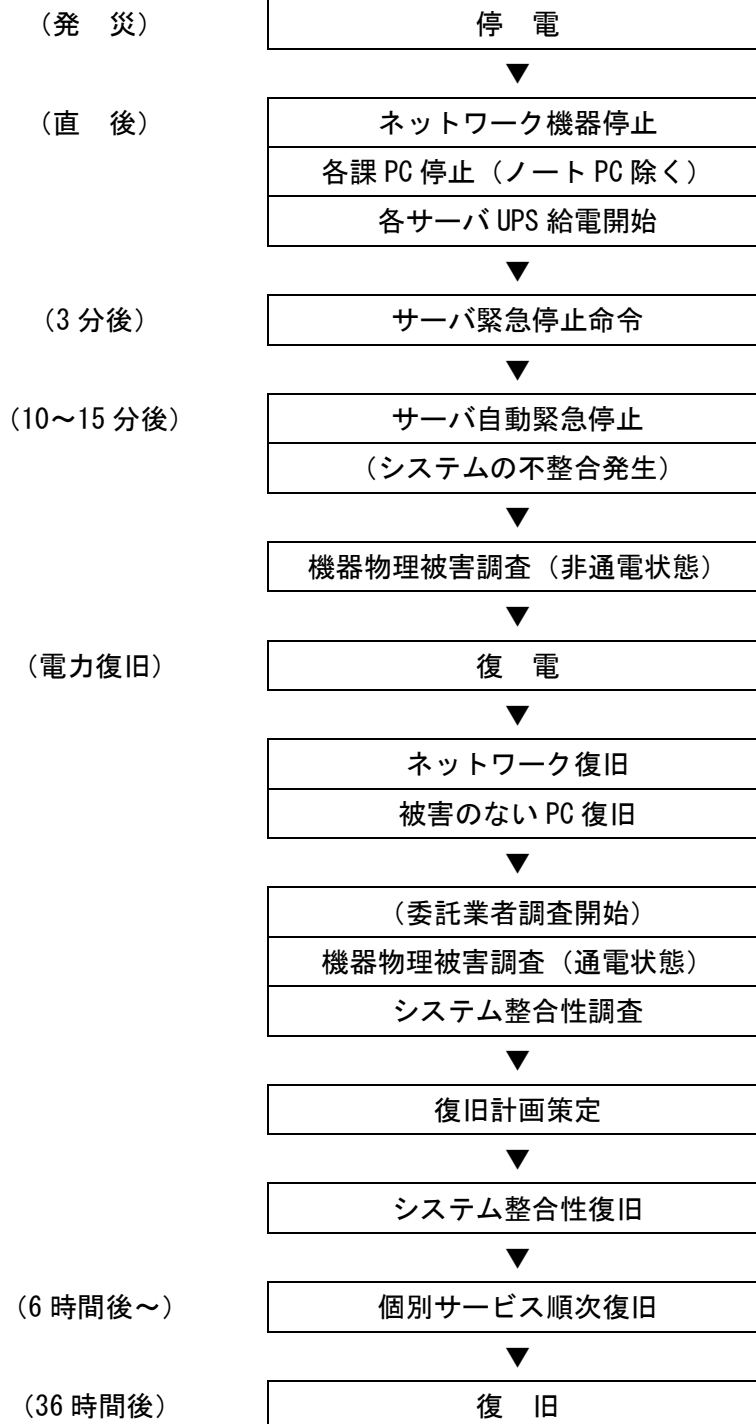 (発　災)　停　電
▼
(直　後)　ネットワーク機器停止
各課 PC 停止（ノート PC 除く）
各サーバ UPS 給電開始
▼
(3 分後)　サーバ緊急停止命令
▼
(10～15 分後)　サーバ自動緊急停止
（システムの不整合発生）
▼
機器物理被害調査（非通電状態）
▼
(電力復旧)　復　電
▼
ネットワーク復旧
被害のない PC 復旧
▼
（委託業者調査開始）
機器物理被害調査（通電状態）
システム整合性調査
▼
復旧計画策定
▼
システム整合性復旧
▼
(6 時間後～)　個別サービス順次復旧
▼
(36 時間後)　復　旧